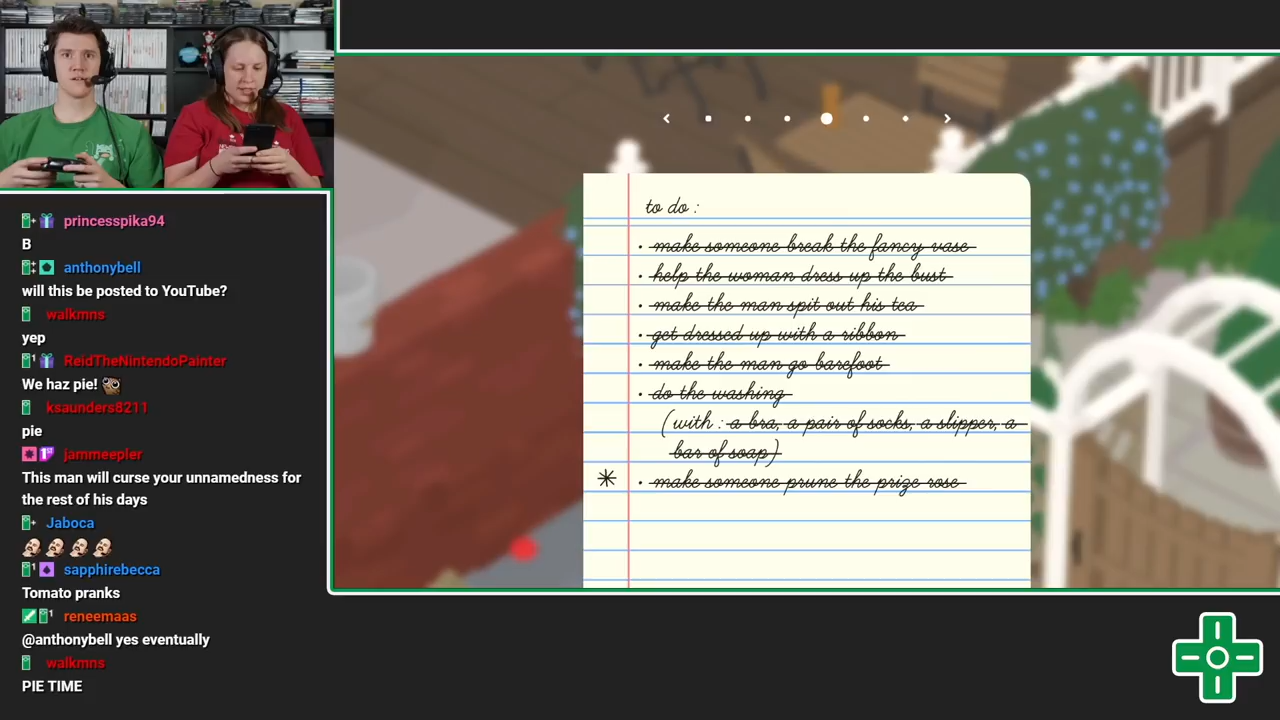 princesspika94
B
anthonybell
will this be posted to YouTube?
walkmns
yep
ReidTheNintendoPainter
We haz pie!
ksaunders8211
pie
jammeepler
This man will curse your unnamedness for
the rest of his days
Jaboca
sapphirebecca
Tomato pranks
reneemaas
@anthonybell yes eventually
walkmns
PIE TIME
to do :
• make someone break the fancy vase
• help the woman dress up the bust
• make the man spit out his tea
• get dressed up with a ribbon
• make the man go barefoot
• do the washing
(with : a bra, a pair of socks, a slipper, a
bar of soap)
• make someone prune the prize rose